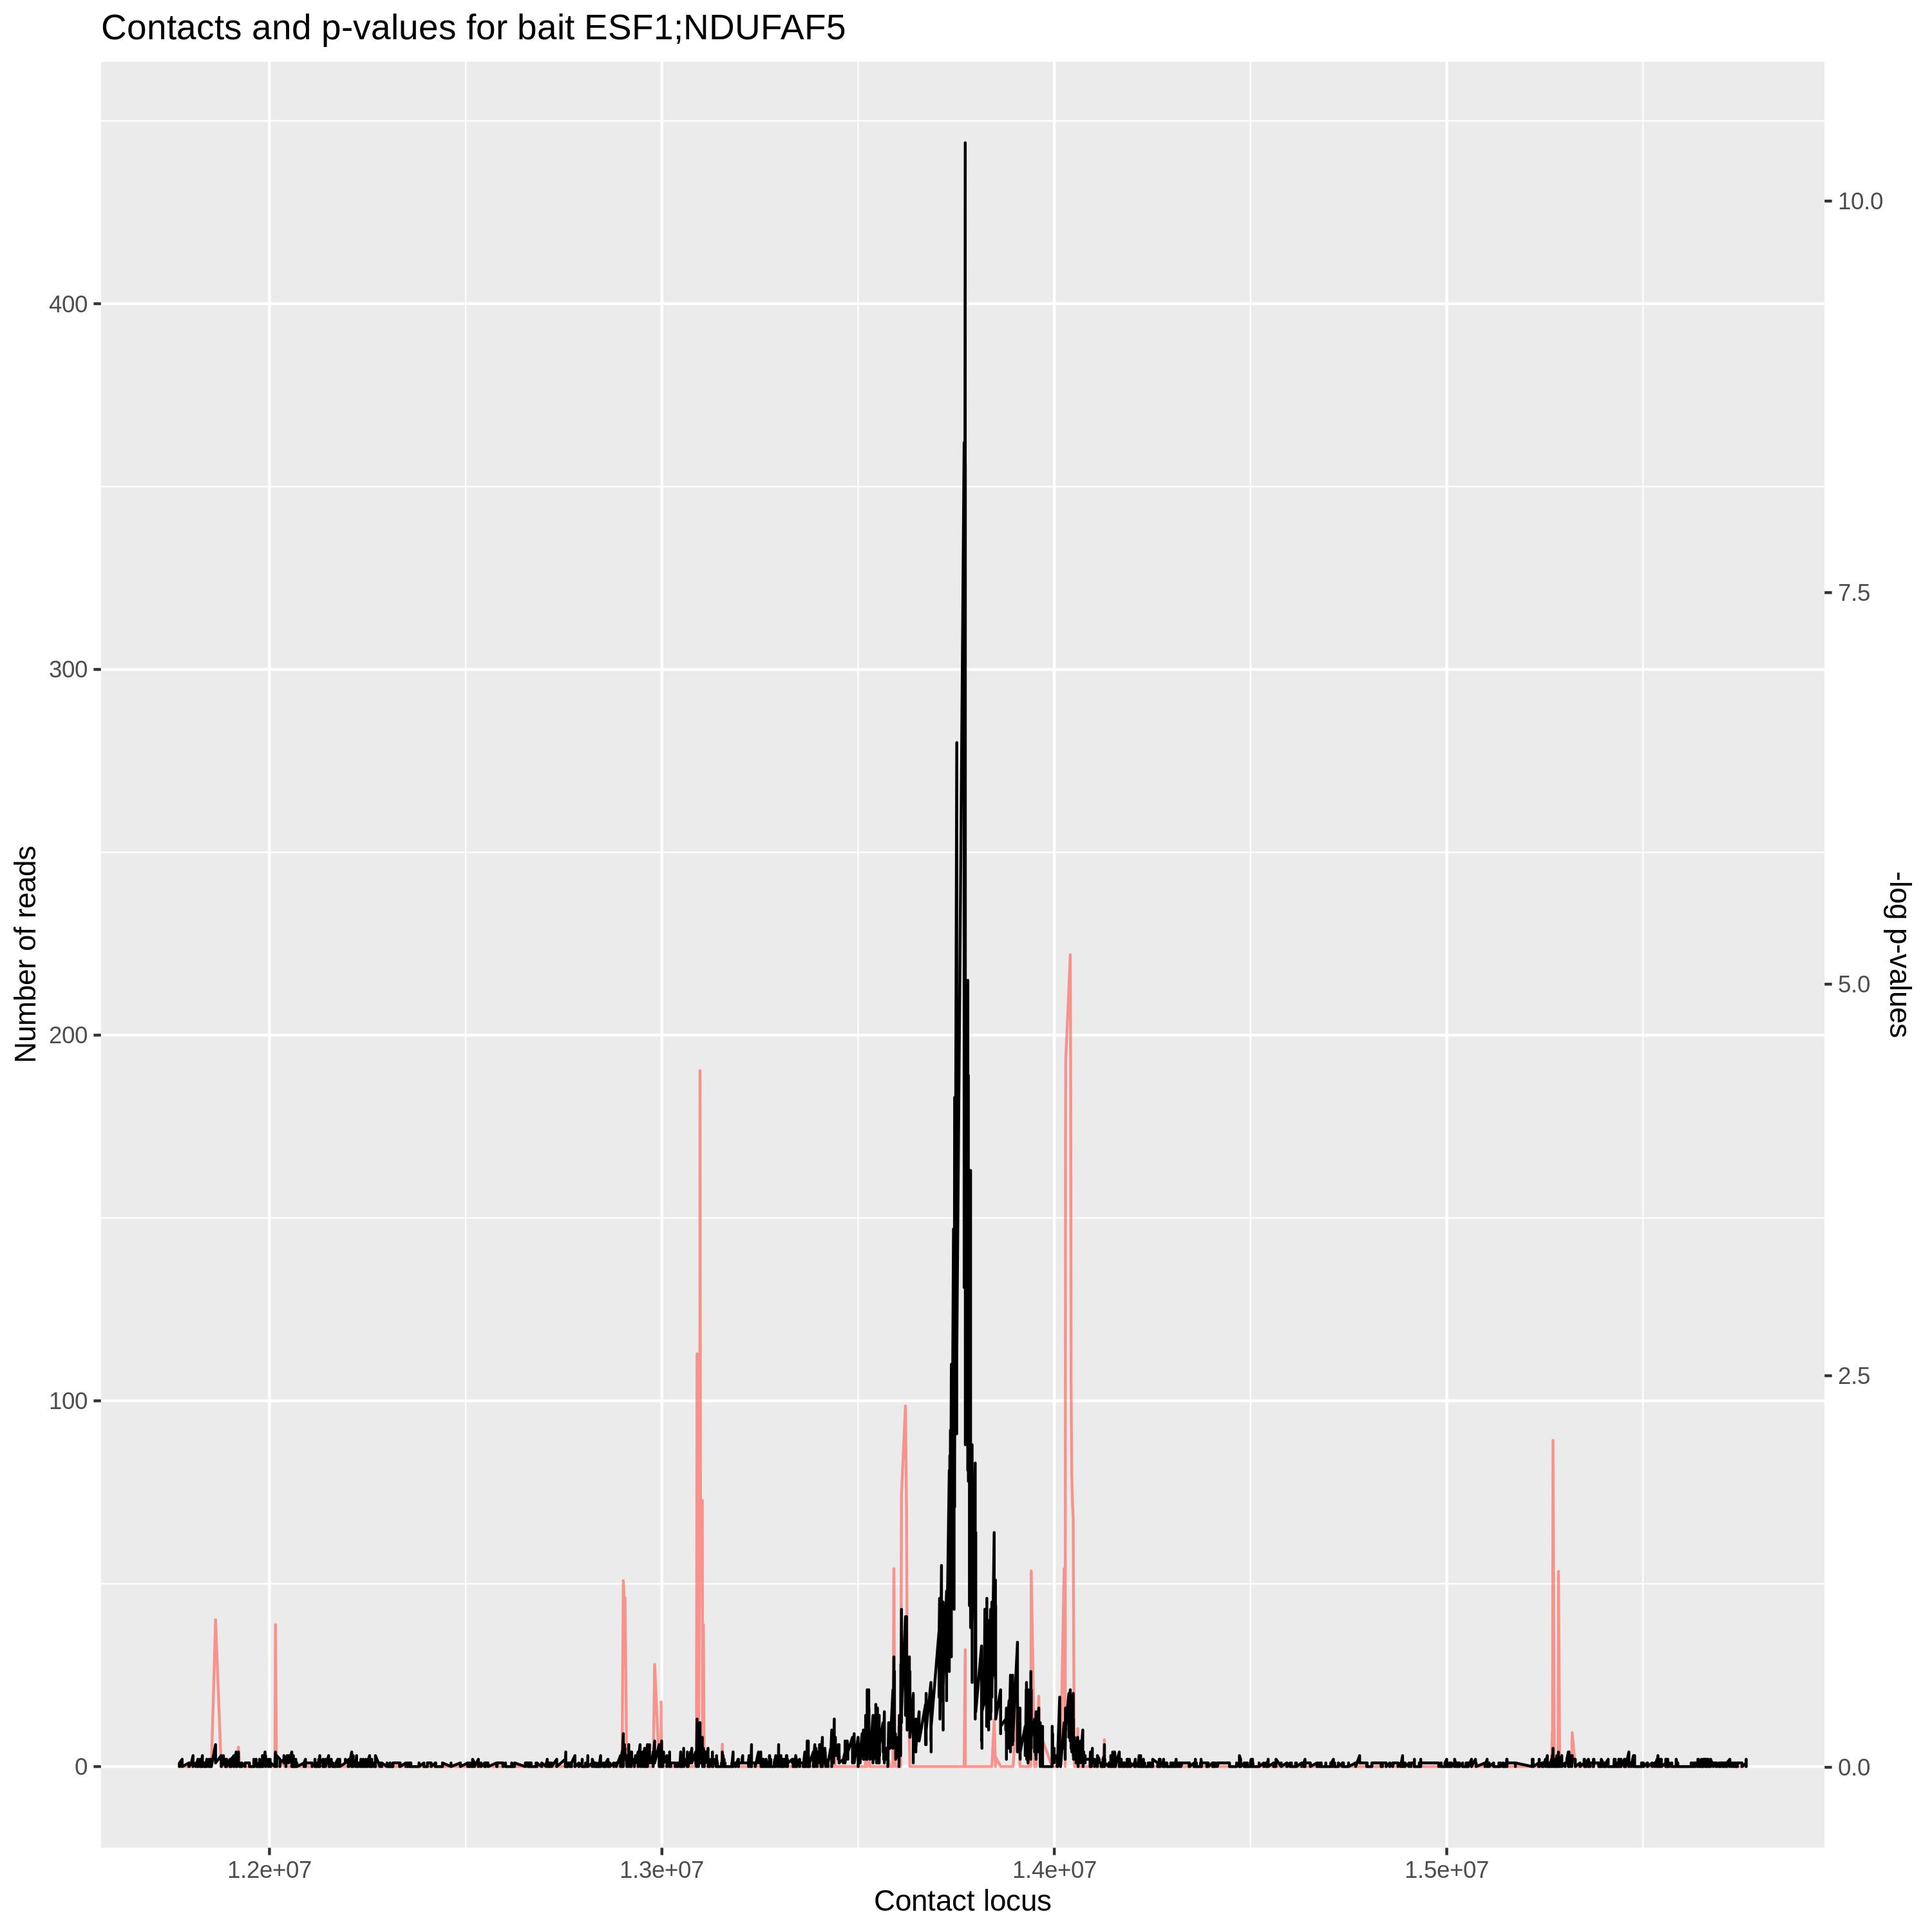 Contacts and p-values for bait ESF1;NDUFAF5
400
300
200
100
0
Number of reads
10.0
7.5
5.0
2.5
0.0
-log p-values
1.2e+07
1.3e+07
1.4e+07
1.5e+07
Contact locus